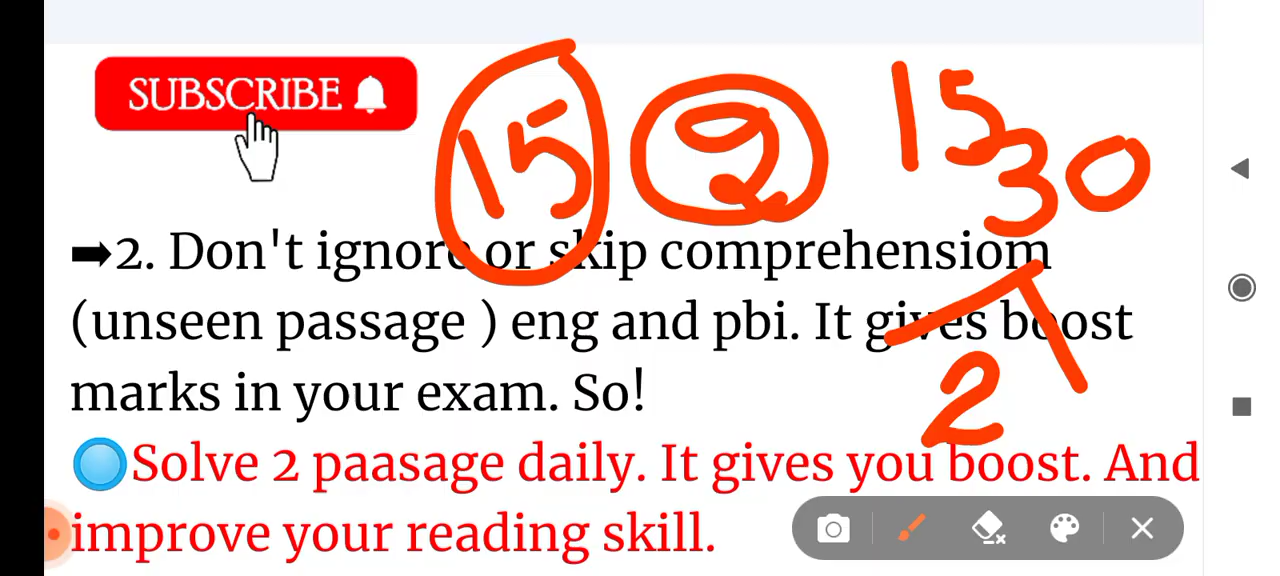 SUBSCRIBE
15 2 15
30
➡2. Don't ignore or skip comprehensiom
(unseen passage ) eng and pbi. It gives boost
marks in your exam. So!
2
🔵Solve 2 paasage daily. It gives you boost. And
improve your reading skill.